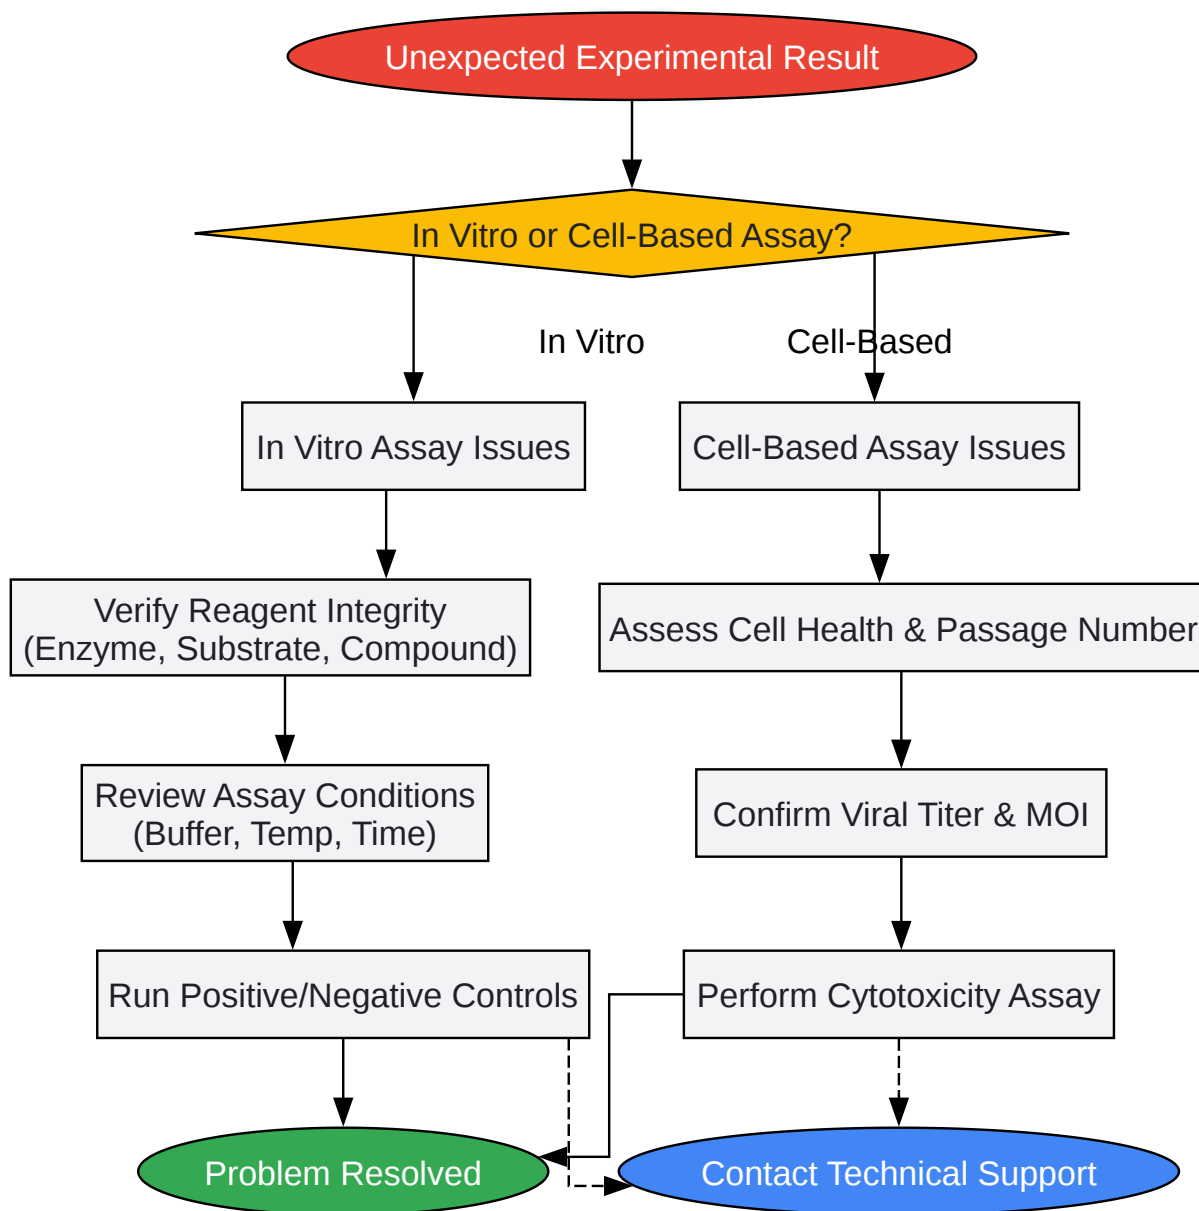 Unexpected Experimental Result
In Vitro or Cell-Based Assay?
In Vitro
Cell-Based
In Vitro Assay Issues
Cell-Based Assay Issues
Verify Reagent Integrity
(Enzyme, Substrate, Compound)
Assess Cell Health & Passage Number
Review Assay Conditions
(Buffer, Temp, Time)
Confirm Viral Titer & MOI
Run Positive/Negative Controls
Perform Cytotoxicity Assay
Problem Resolved
Contact Technical Support